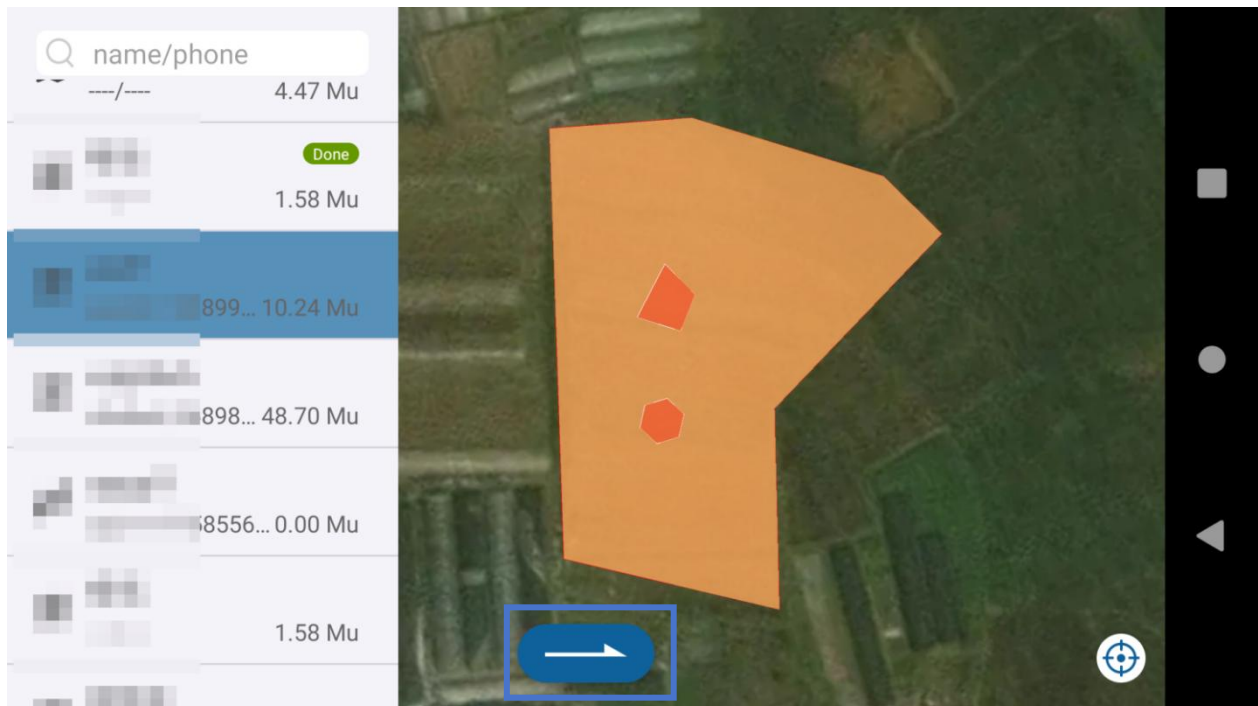 name/phone
----/----
4.47 Mu
Done
1.58 Mu
899... 10.24 Mu
898... 48.70 Mu
8556... 0.00 Mu
1.58 Mu